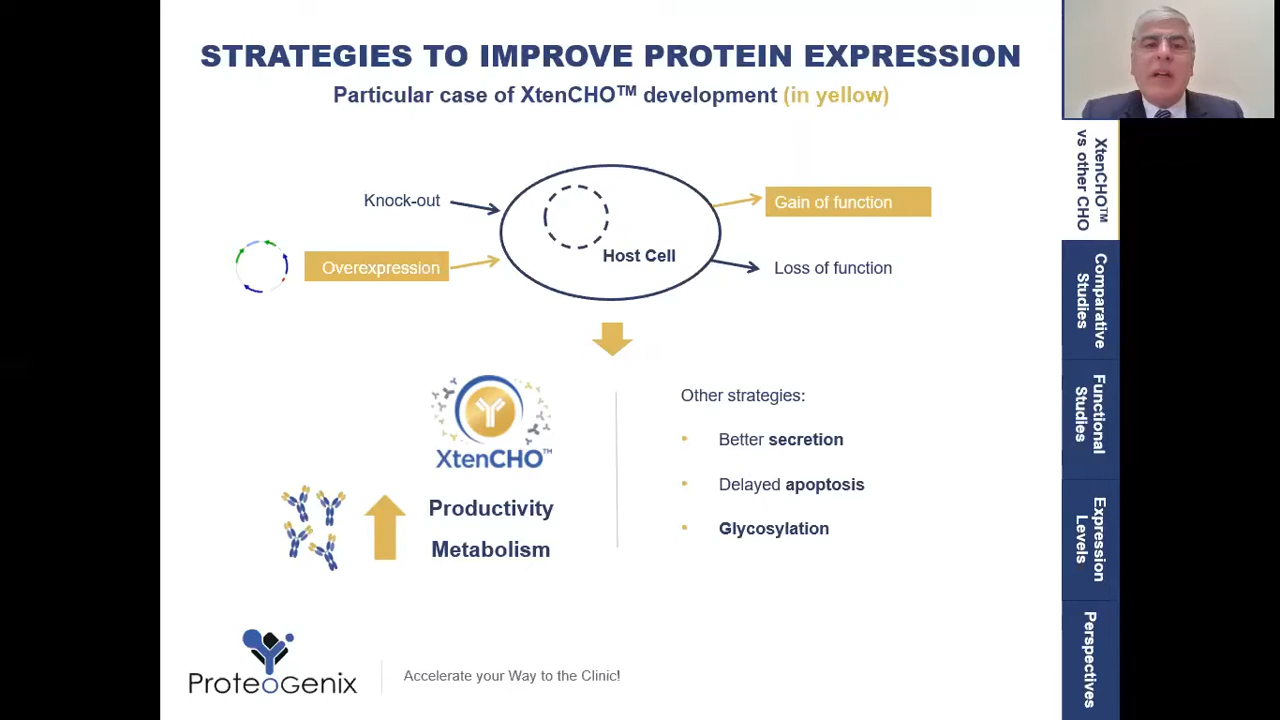 STRATEGIES TO IMPROVE PROTEIN EXPRESSION
Particular case of XtenCHO™ development (in yellow)
Knock-out
Overexpression
Host Cell
Gain of function
Loss of function
XtenCHO™
Productivity
Metabolism
Other strategies:
Better secretion
Delayed apoptosis
Glycosylation
ProteoGenix
Accelerate your Way to the Clinic!
XtenCHO™
vs other CHO
Comparative
Studies
Functional
Studies
Expression
Levels
Perspectives